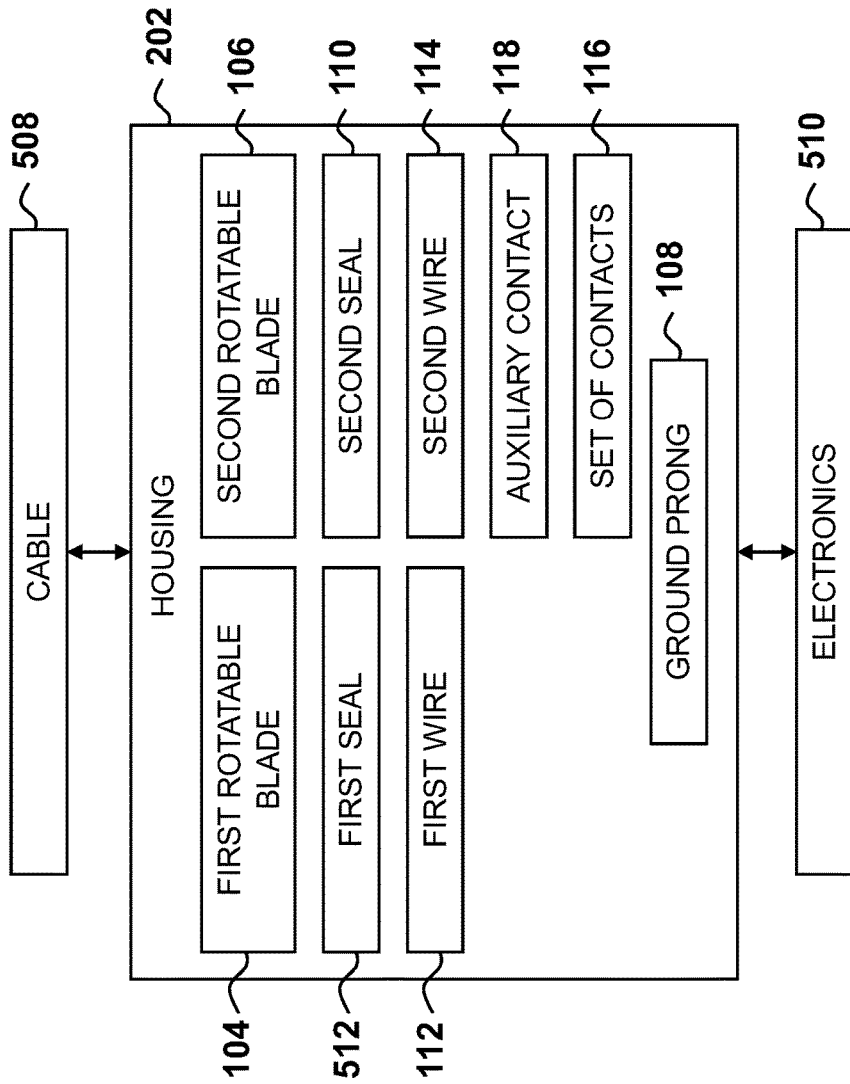 CABLE
508
HOUSING
202
FIRST ROTATABLE
BLADE
104
SECOND ROTATABLE
BLADE
106
FIRST SEAL
512
SECOND SEAL
110
FIRST WIRE
112
SECOND WIRE
114
AUXILIARY CONTACT
118
SET OF CONTACTS
116
GROUND PRONG
108
ELECTRONICS
510